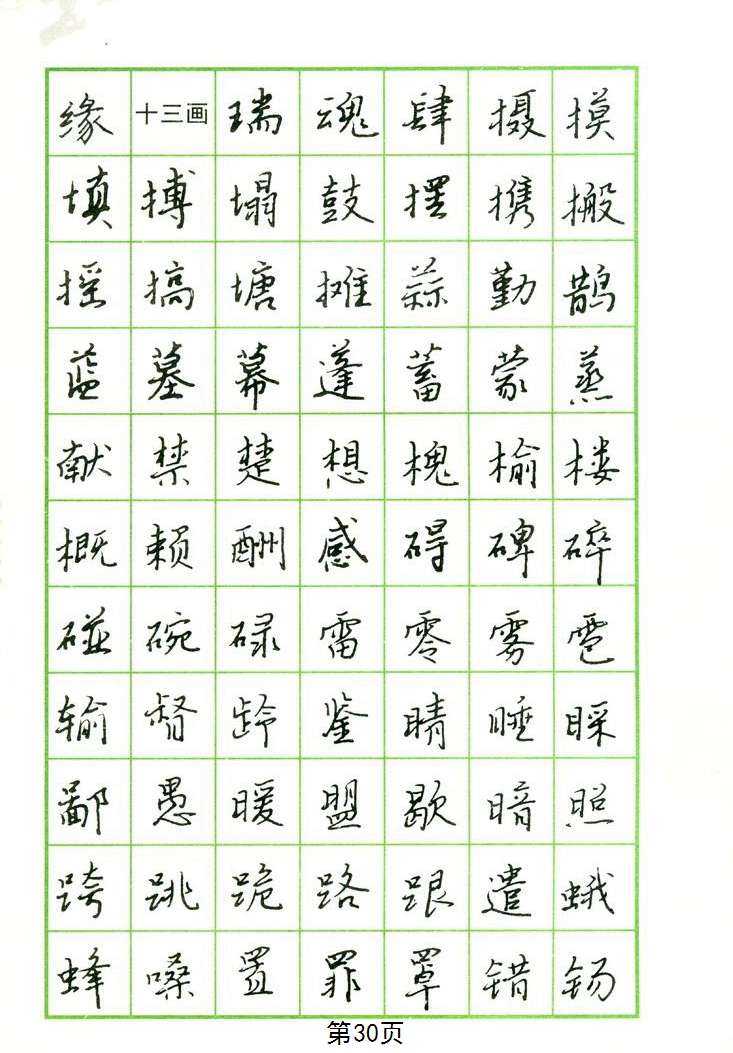 缘 十三画 瑞 魂 肆 摄 摸
填 搏 塌 鼓 摆 携 搬
摇 搞 塘 摊 蒜 勤 鹊
蓝 墓 幕 蓬 蓄 蒙 蒸
献 禁 楚 想 槐 榆 楼
概 赖 酬 感 碍 碑 碎
碰 碗 碌 雷 零 雾 雹
输 督 龄 鉴 睛 睡 睬
鄙 愚 暖 盟 歇 暗 照
跨 跳 跪 路 跟 遣 蛾
蜂 嗓 置 罪 罩 错 锡
第30页